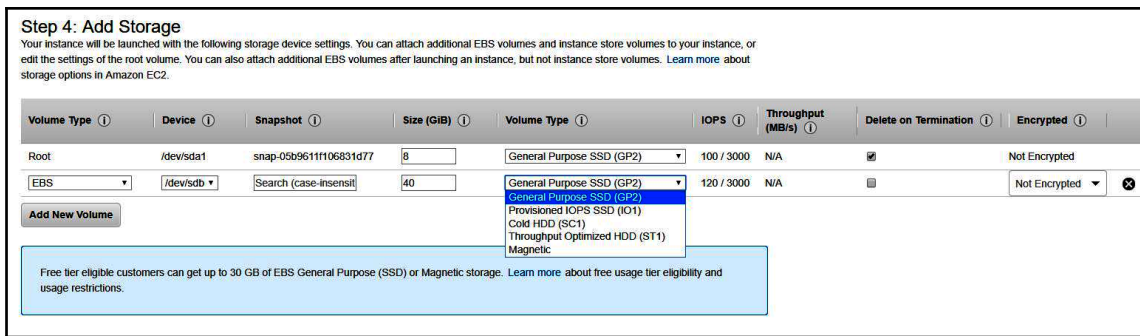 Step 4: Add Storage
Your instance will be launched with the following storage device settings. You can attach additional EBS volumes and instance store volumes to your instance, or
edit the settings of the root volume. You can also attach additional EBS volumes after launching an instance, but not instance store volumes. Learn more about
storage options in Amazon EC2.
Volume Type Device Snapshot Size (GiB) Volume Type IOPS Throughput (MB/s) Delete on Termination Encrypted
Root /dev/sda1 snap-05b9611f106831d77 8 General Purpose SSD (GP2) 100 / 3000 N/A Not Encrypted
EBS /dev/sdb Search (case-insensit 40 General Purpose SSD (GP2) 120 / 3000 N/A Not Encrypted
General Purpose SSD (GP2)
Provisioned IOPS SSD (IO1)
Cold HDD (SC1)
Throughput Optimized HDD (ST1)
Magnetic
Add New Volume
Free tier eligible customers can get up to 30 GB of EBS General Purpose (SSD) or Magnetic storage. Learn more about free usage tier eligibility and
usage restrictions.